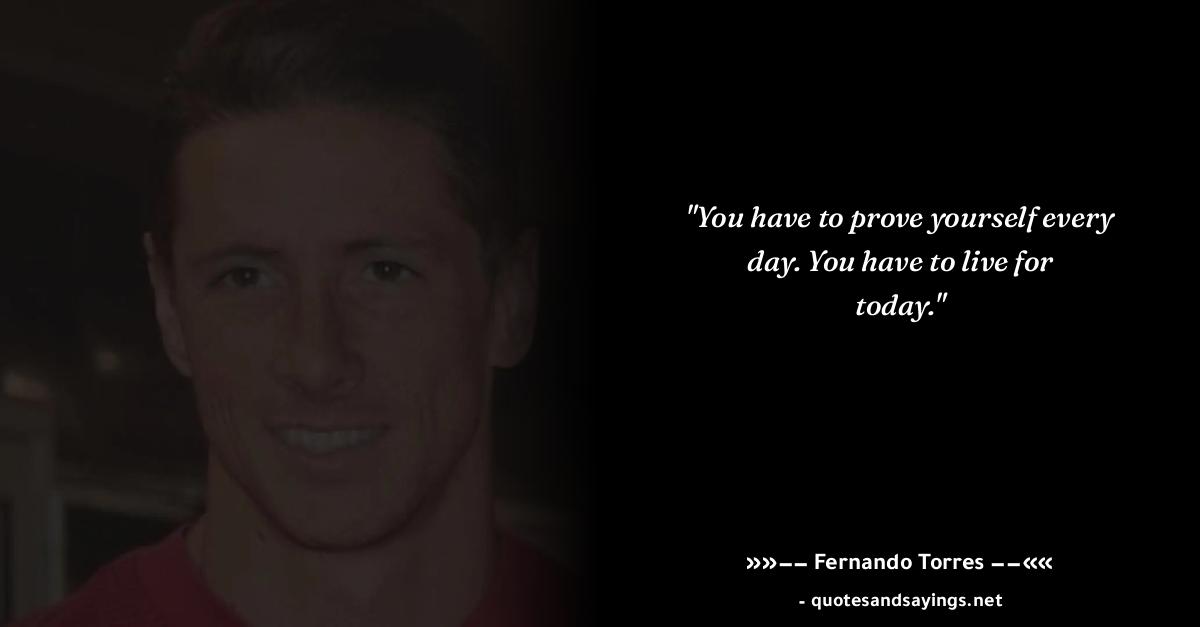 "You have to prove yourself every
day. You have to live for
today."
»»–– Fernando Torres ––««
- quotesandsayings.net